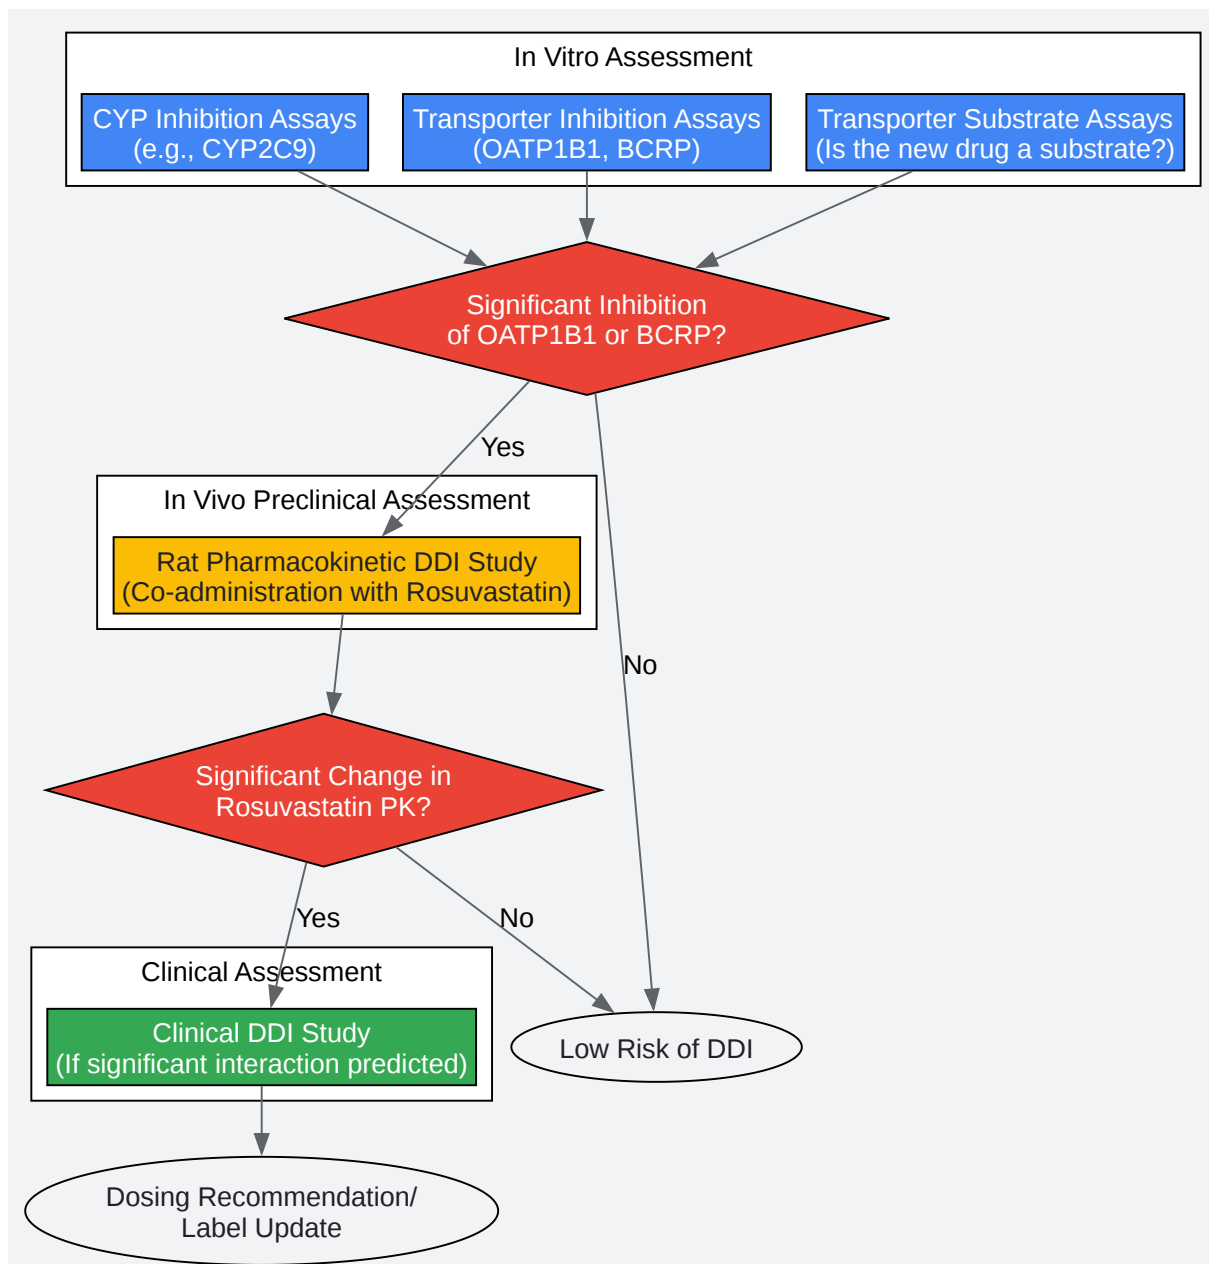 In Vitro Assessment
CYP Inhibition Assays
(e.g., CYP2C9)
Transporter Inhibition Assays
(OATP1B1, BCRP)
Transporter Substrate Assays
(Is the new drug a substrate?)
Significant Inhibition
of OATP1B1 or BCRP?
Yes
In Vivo Preclinical Assessment
Rat Pharmacokinetic DDI Study
(Co-administration with Rosuvastatin)
No
Significant Change in
Rosuvastatin PK?
Yes
No
Clinical Assessment
Clinical DDI Study
(If significant interaction predicted)
Low Risk of DDI
Dosing Recommendation/
Label Update